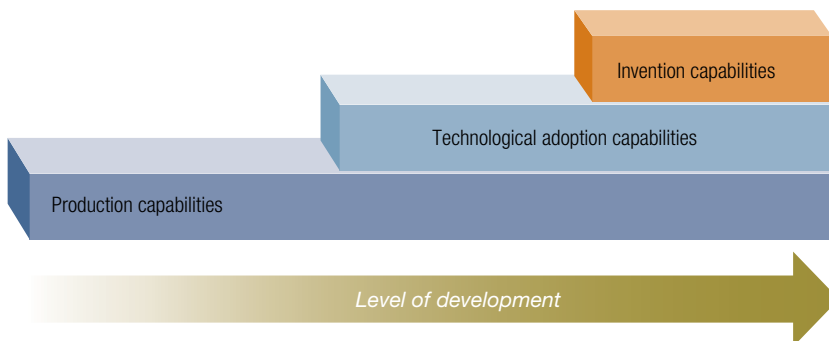 Invention capabilities
Technological adoption capabilities
Production capabilities
Level of development